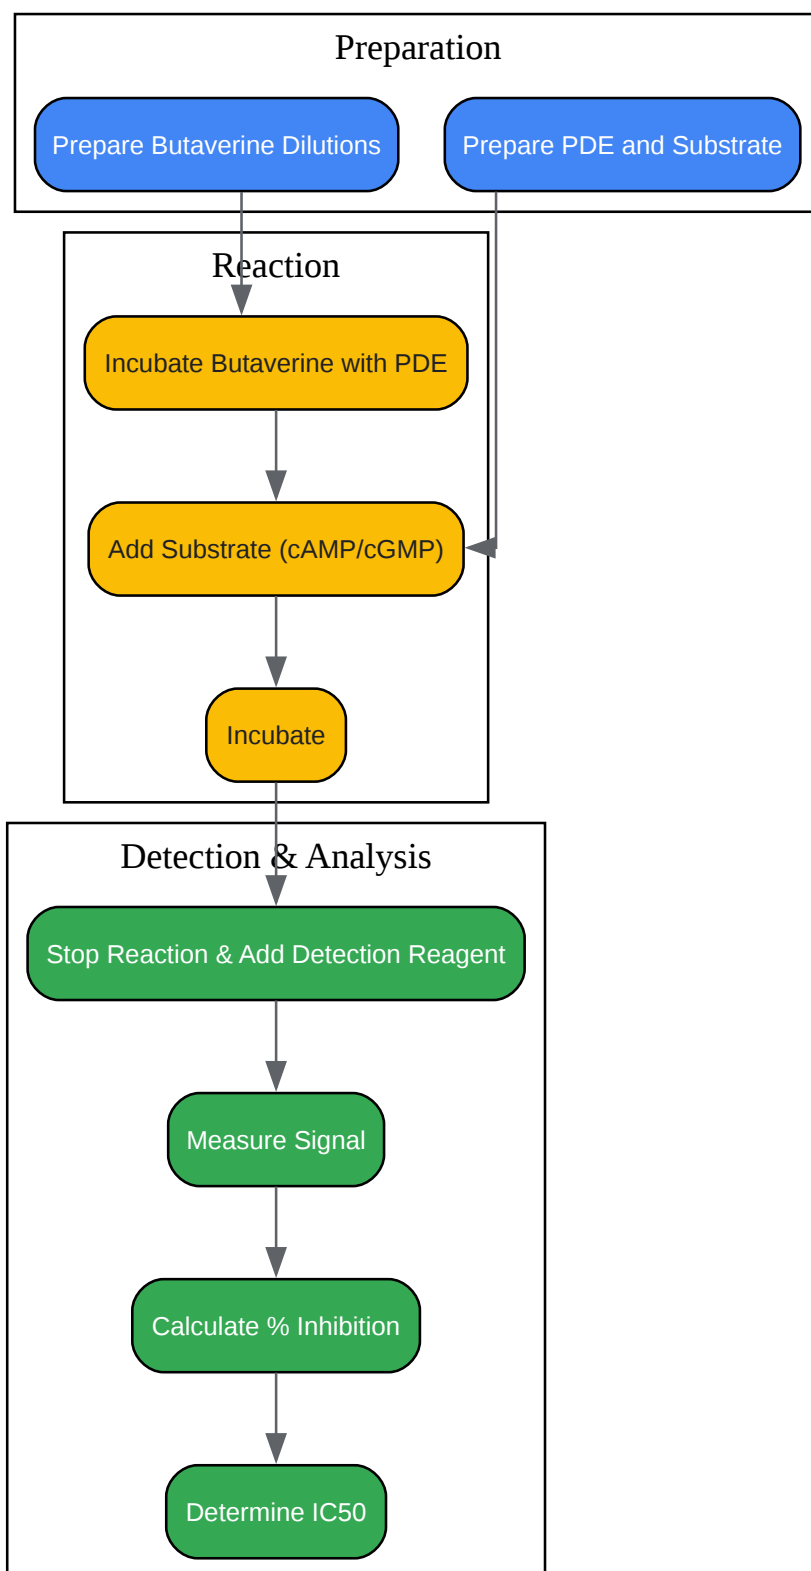 Preparation
Prepare Butaverine Dilutions
Prepare PDE and Substrate
Reaction
Incubate Butaverine with PDE
Add Substrate (cAMP/cGMP)
Incubate
Detection & Analysis
Stop Reaction & Add Detection Reagent
Measure Signal
Calculate % Inhibition
Determine IC50